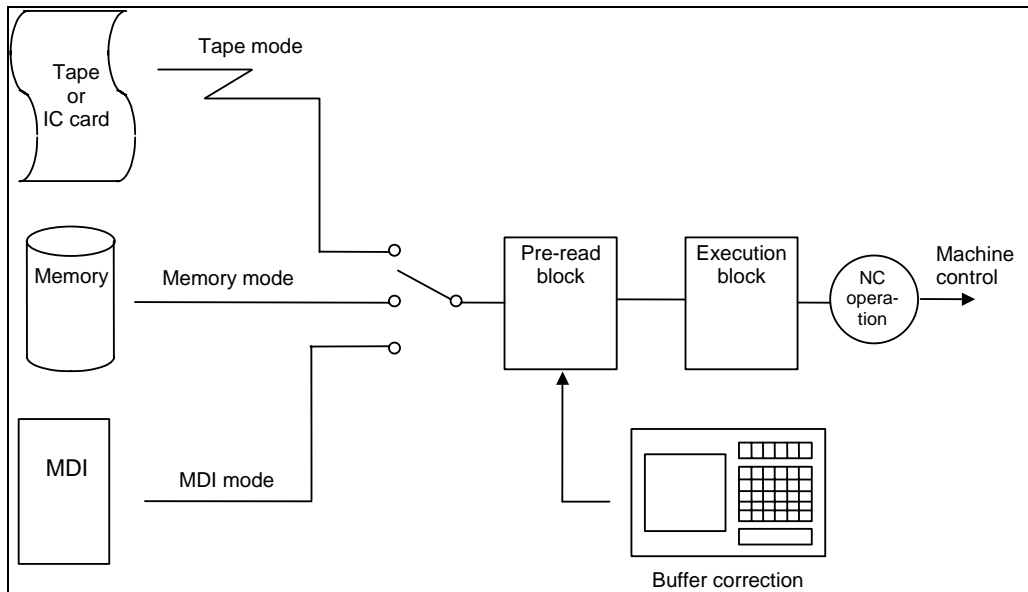 Tape mode
Tape
or
IC card
Memory
Memory mode
Pre-read
block
Execution
block
NC
opera-
tion
Machine
control
MDI
MDI mode
Buffer correction